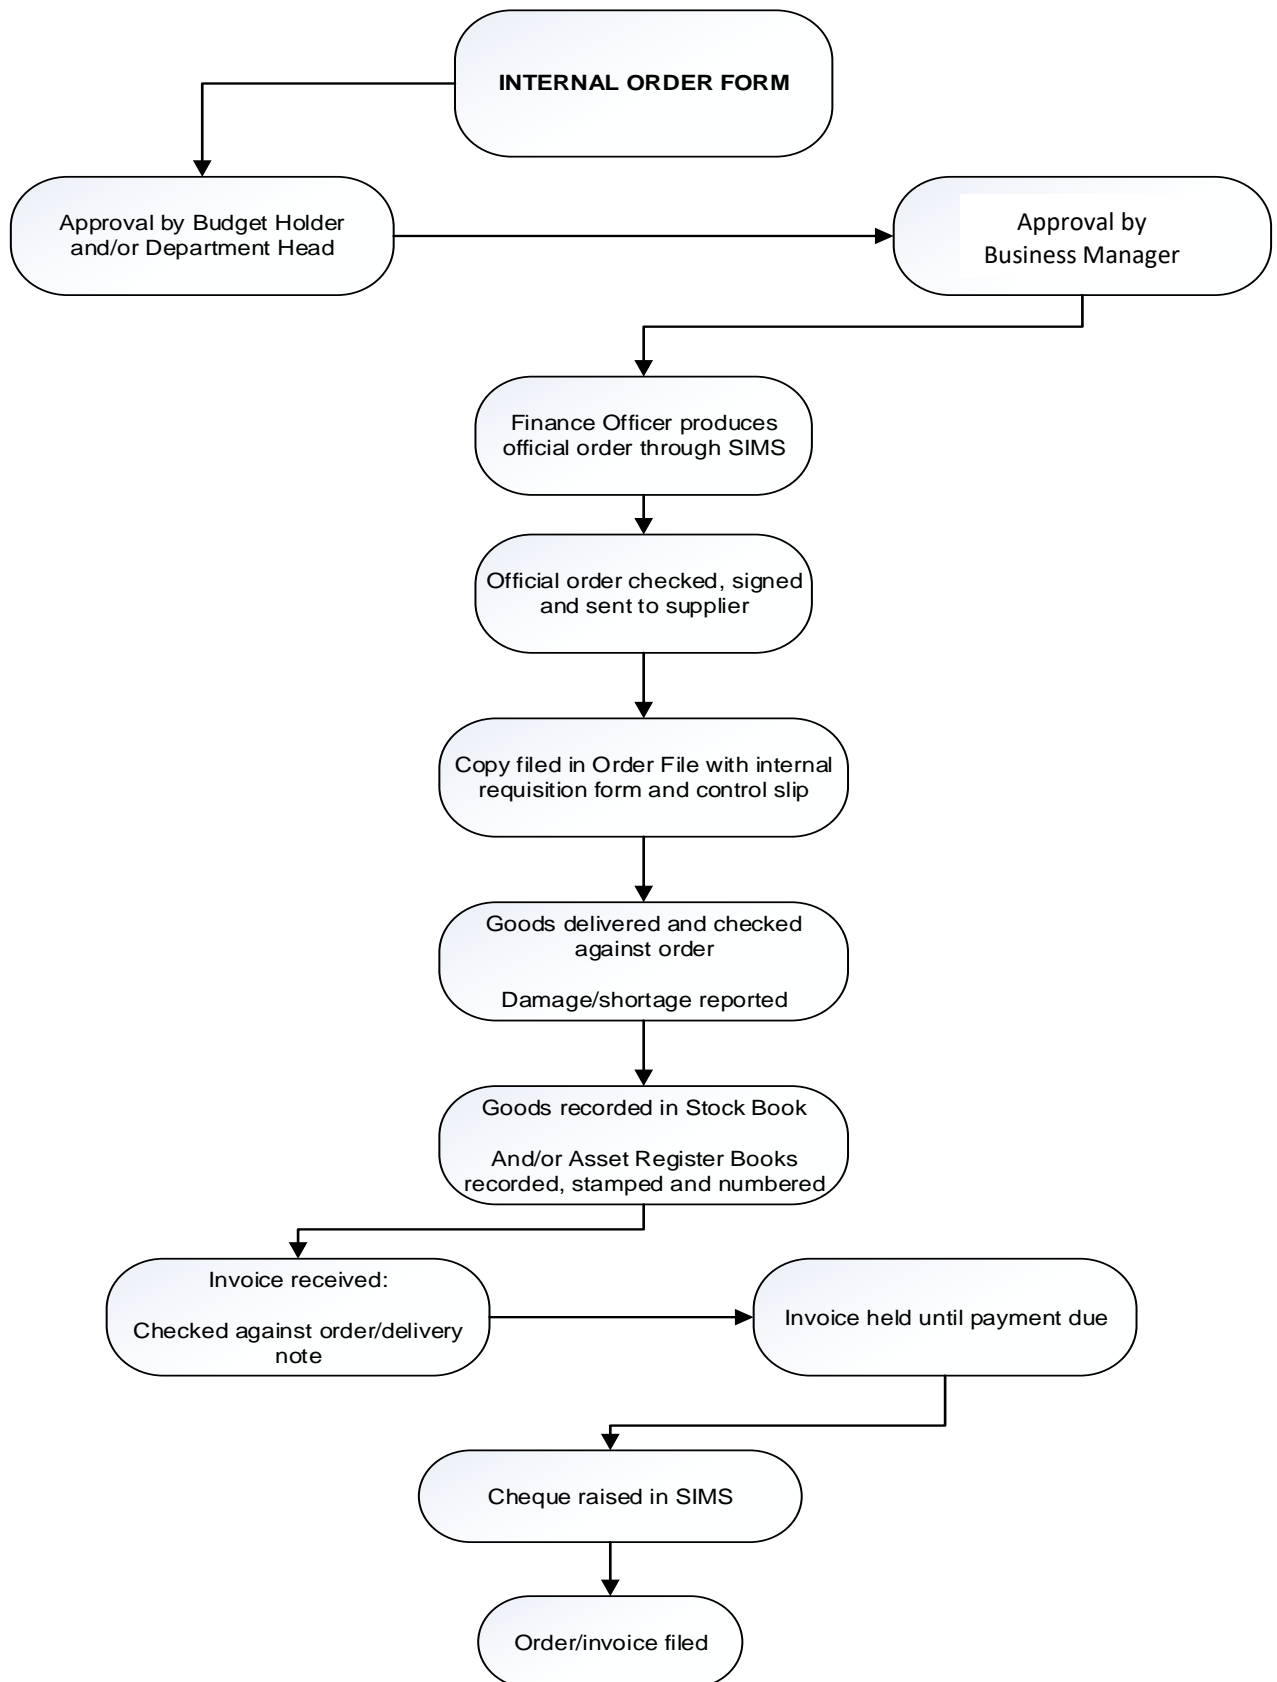 INTERNAL ORDER FORM
Approval by Budget Holder
and/or Department Head
Approval by
Business Manager
Finance Officer produces
official order through SIMS
Official order checked, signed
and sent to supplier
Copy filed in Order File with internal
requisition form and control slip
Goods delivered and checked
against order
Damage/shortage reported
Goods recorded in Stock Book
And/or Asset Register Books
recorded, stamped and numbered
Invoice received:
Checked against order/delivery
note
Invoice held until payment due
Cheque raised in SIMS
Order/invoice filed